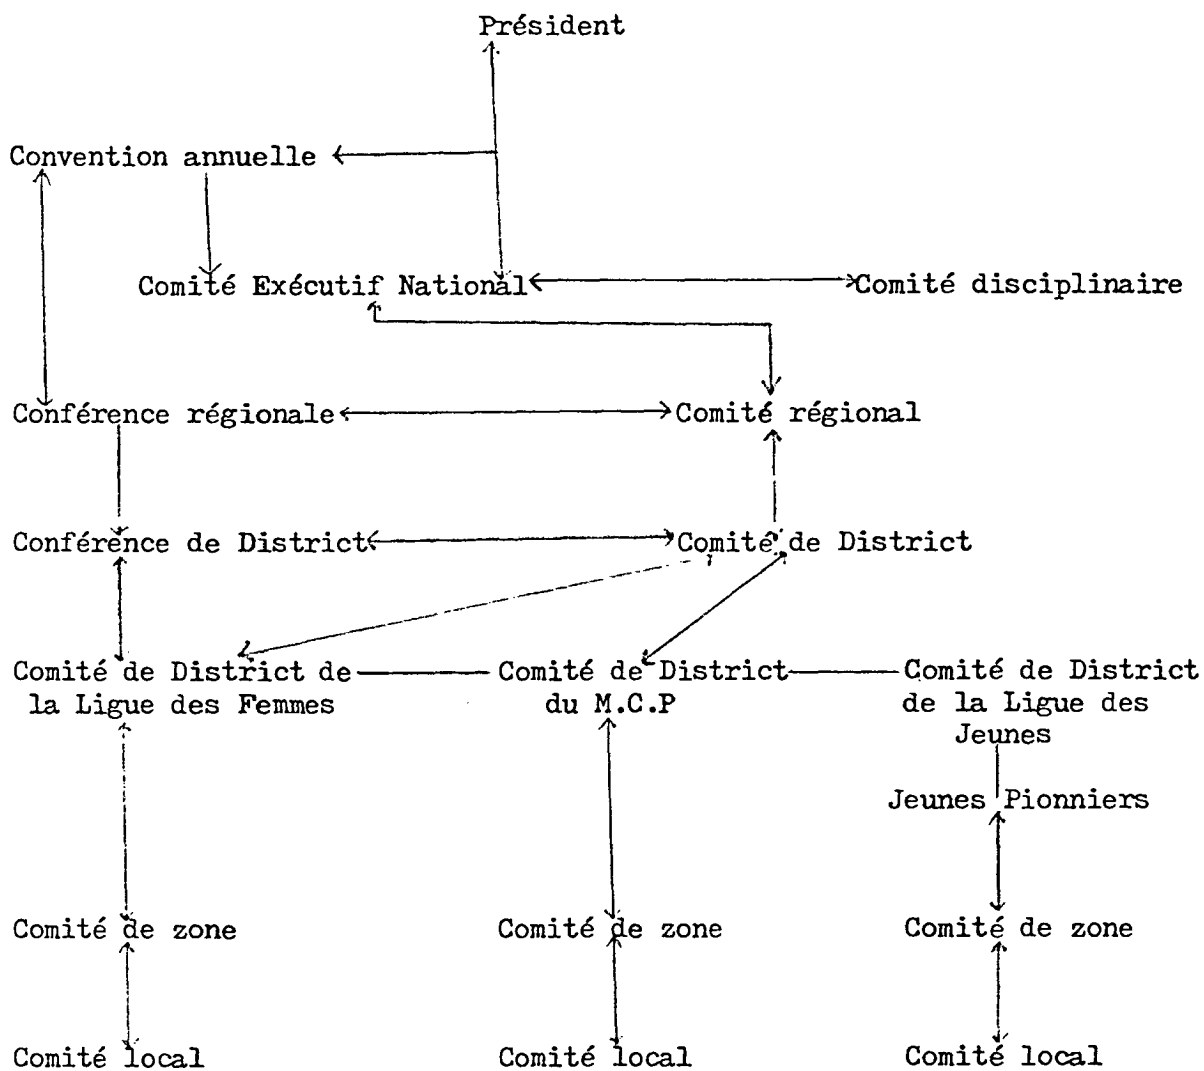 Président
Convention annuelle
Comité Exécutif National
Comité disciplinaire
Conférence régionale
Comité régional
Conférence de District
Comité de District
Comité de District de
la Ligue des Femmes
Comité de District
du M.C.P
Comité de District
de la Ligue des
Jeunes
Jeunes Pionniers
Comité de zone
Comité de zone
Comité de zone
Comité local
Comité local
Comité local